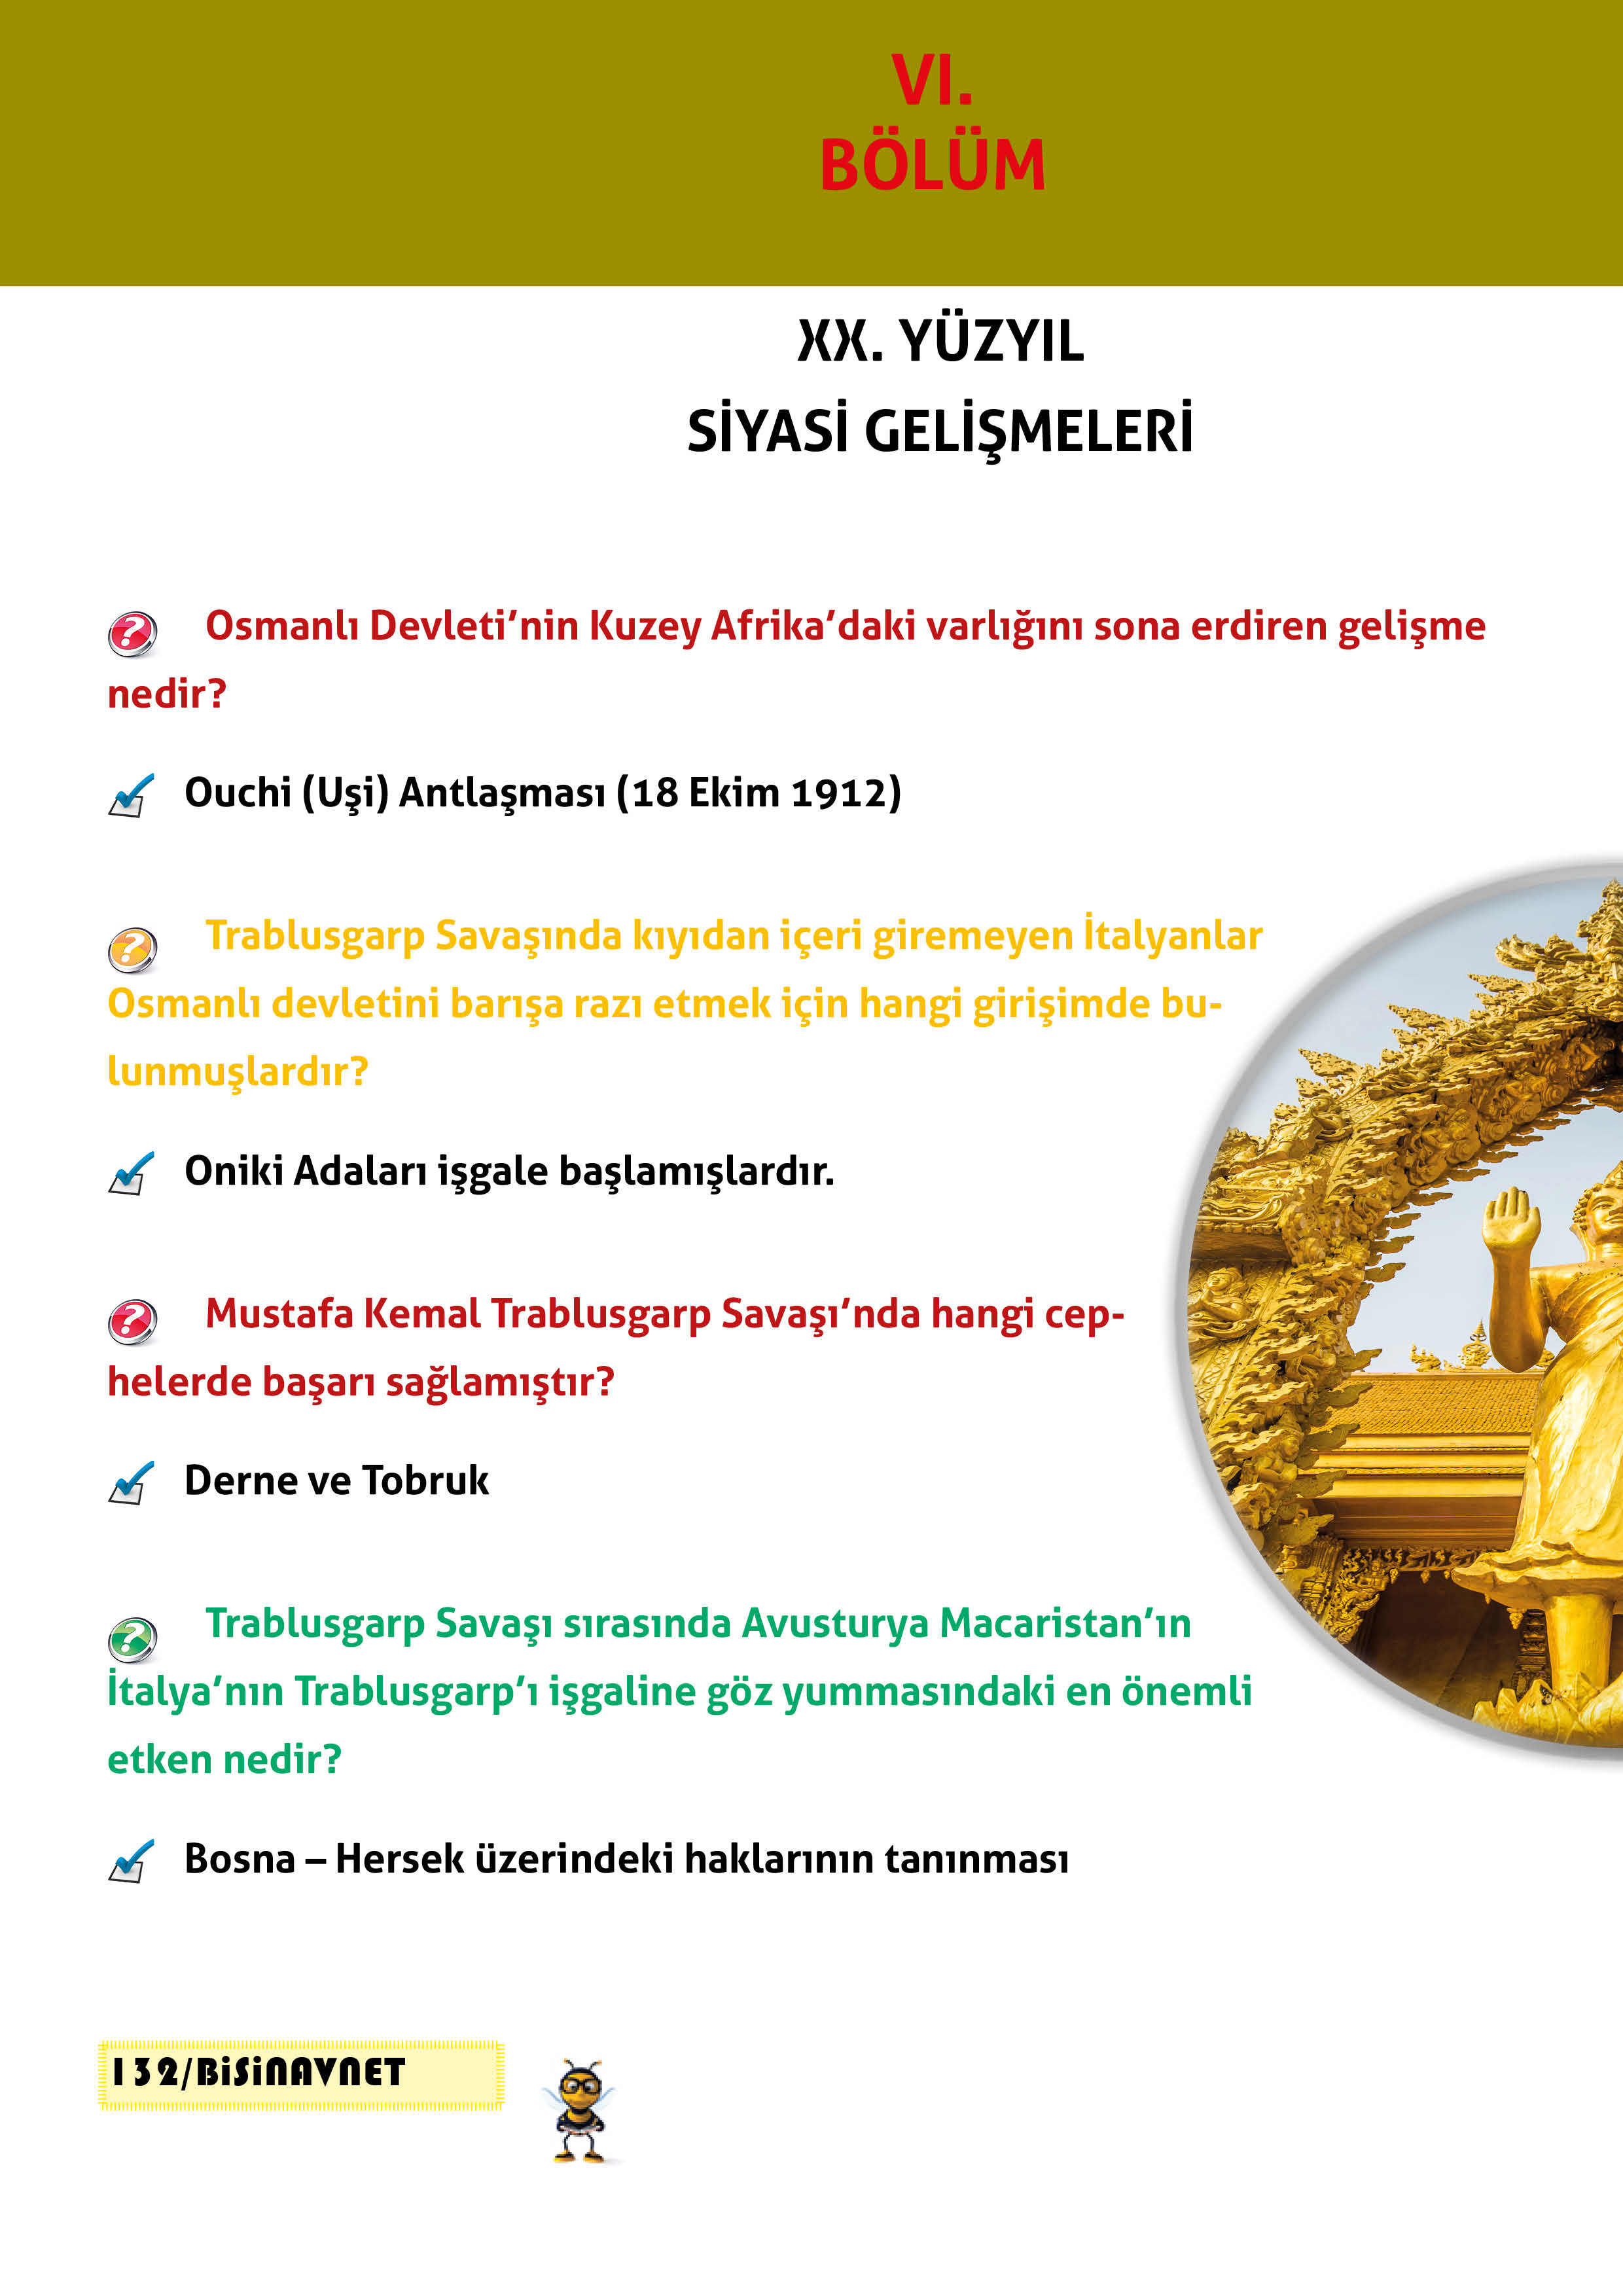 VI.
BÖLÜM
XX. YÜZYIL
SİYASİ GELİŞMELERİ
Osmanlı Devleti’nin Kuzey Afrika’daki varlığını sona erdiren gelişme
nedir?
Ouchi (Uşi) Antlaşması (18 Ekim 1912)
Trablusgarp Savaşında kıyıdan içeri giremeyen İtalyanlar
Osmanlı devletini barışa razı etmek için hangi girişimde bu-
lunmuşlardır?
Oniki Adaları işgale başlamışlardır.
Mustafa Kemal Trablusgarp Savaşı’nda hangi cep-
helerde başarı sağlamıştır?
Derne ve Tobruk
Trablusgarp Savaşı sırasında Avusturya Macaristan’ın
İtalya’nın Trablusgarp’ı işgaline göz yummasındaki en önemli
etken nedir?
Bosna – Hersek üzerindeki haklarının tanınması
132/BiSiNAVNET